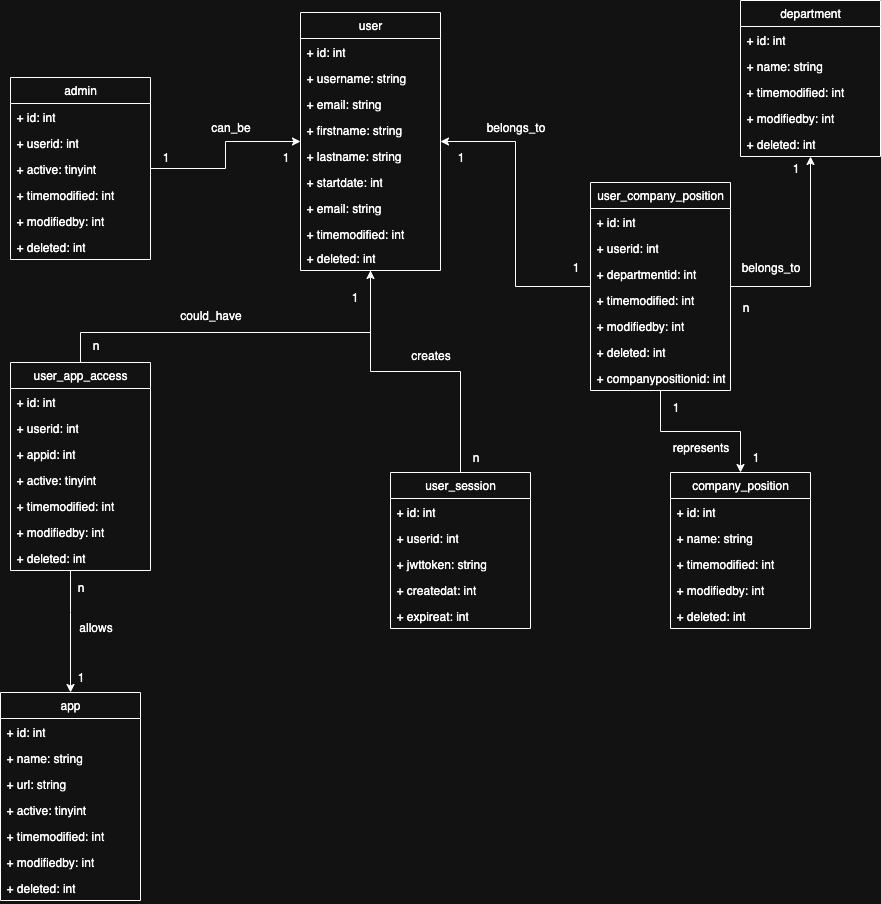 user
+ id: int
+ username: string
+ email: string
+ firstname: string
+ lastname: string
+ startdate: int
+ email: string
+ timemodified: int
+ deleted: int
department
+ id: int
+ name: string
+ timemodified: int
+ modifiedby: int
+ deleted: int
admin
+ id: int
+ userid: int
+ active: tinyint
+ timemodified: int
+ modifiedby: int
+ deleted: int
can_be
1
1
belongs_to
1
1
user_company_position
+ id: int
+ userid: int
+ departmentid: int
+ timemodified: int
+ modifiedby: int
+ deleted: int
+ companypositionid: int
1
belongs_to
n
1
could_have
n
creates
n
user_app_access
+ id: int
+ userid: int
+ appid: int
+ active: tinyint
+ timemodified: int
+ modifiedby: int
+ deleted: int
1
represents
1
user_session
+ id: int
+ userid: int
+ jwttoken: string
+ createdat: int
+ expireat: int
company_position
+ id: int
+ name: string
+ timemodified: int
+ modifiedby: int
+ deleted: int
n
allows
1
app
+ id: int
+ name: string
+ url: string
+ active: tinyint
+ timemodified: int
+ modifiedby: int
+ deleted: int